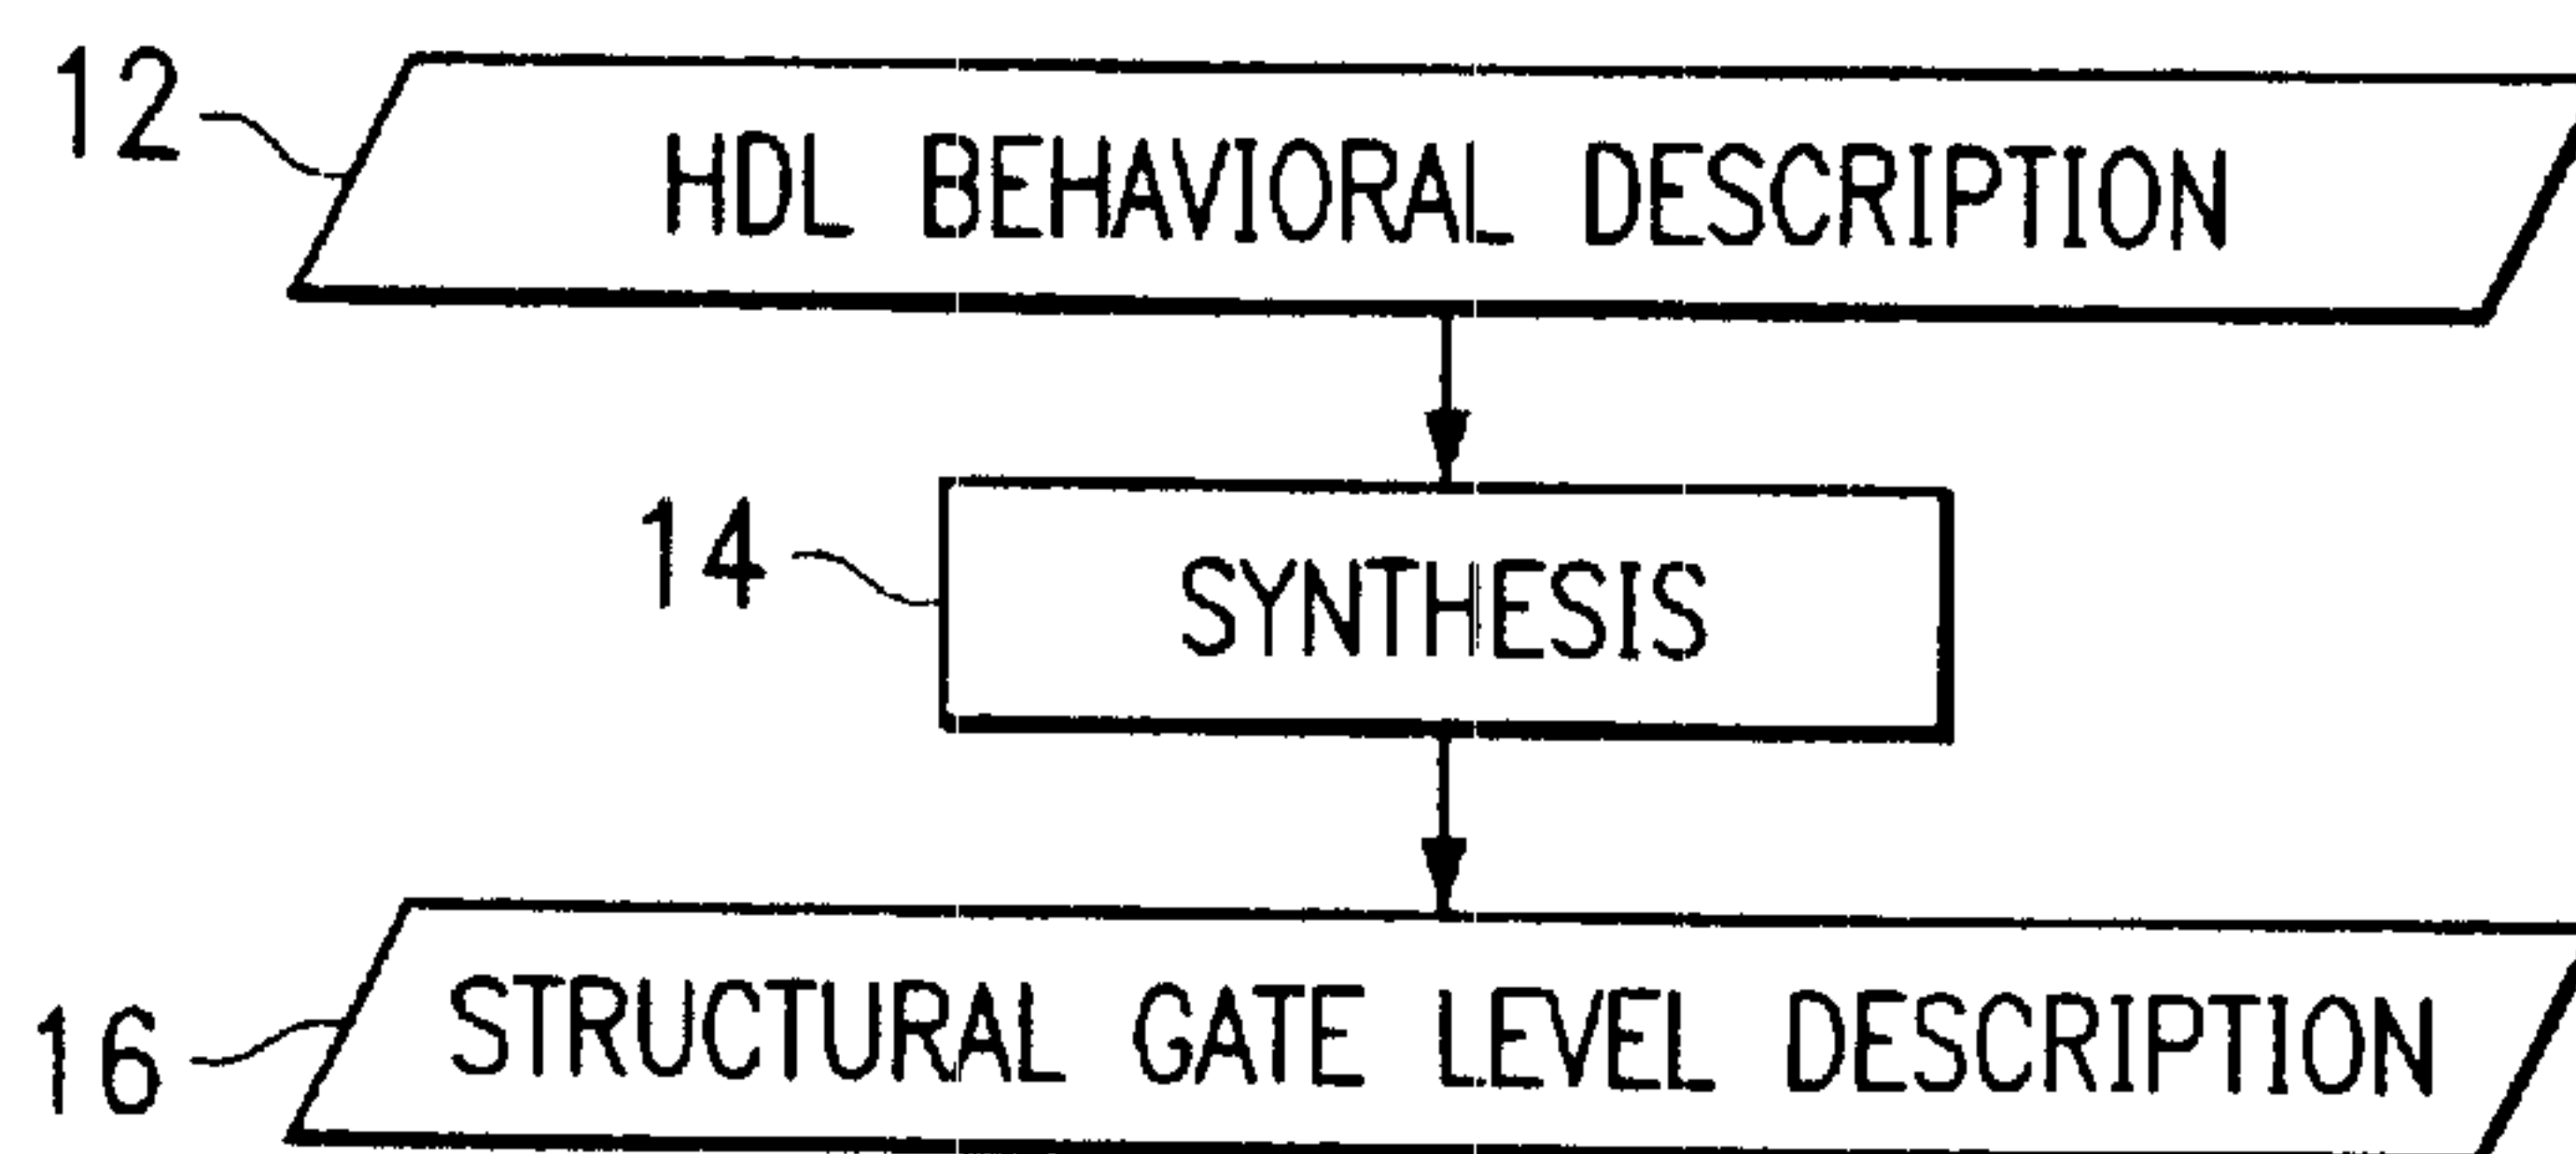 12
HDL BEHAVIORAL DESCRIPTION
14
SYNTHESIS
16
STRUCTURAL GATE LEVEL DESCRIPTION